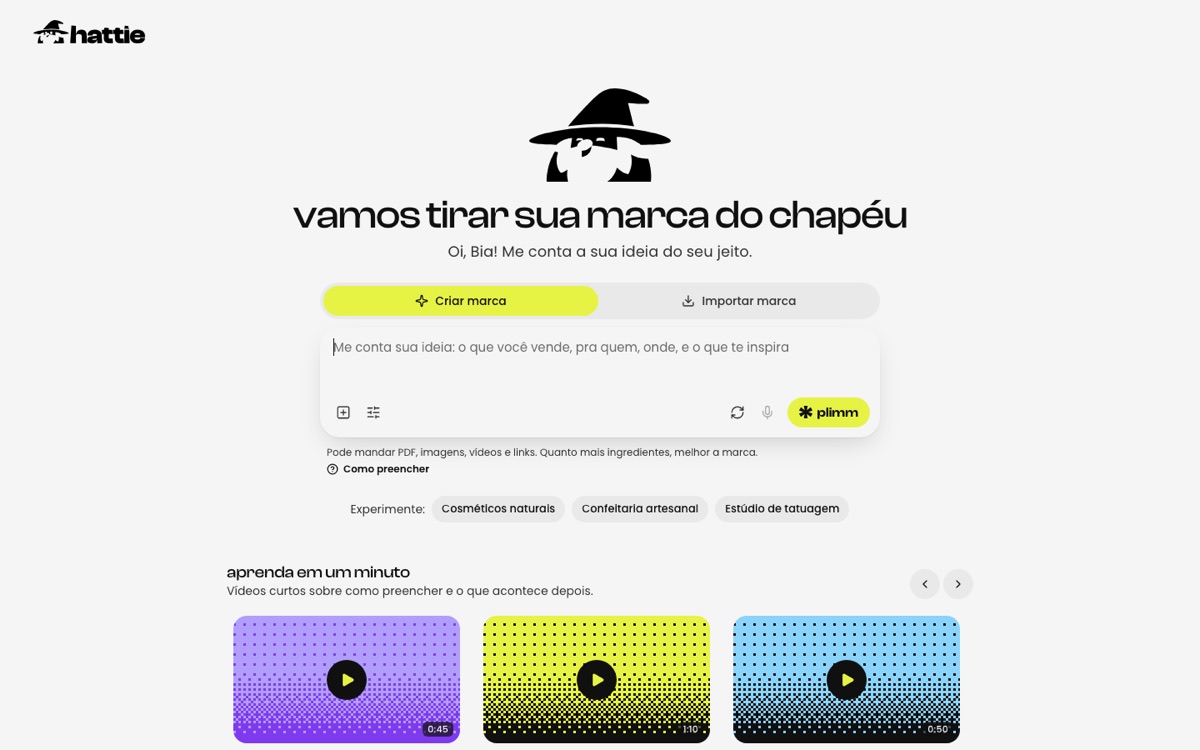 hattie
vamos tirar sua marca do chapéu
Oi, Bia! Me conta a sua ideia do seu jeito.
Criar marca
Importar marca
Me conta sua ideia: o que você vende, pra quem, onde, e o que te inspira
plimm
Pode mandar PDF, imagens, vídeos e links. Quanto mais ingredientes, melhor a marca.
Como preencher
Experimente:
Cosméticos naturais
Confeitaria artesanal
Estúdio de tatuagem
aprenda em um minuto
Vídeos curtos sobre como preencher e o que acontece depois.
0:45
1:10
0:50